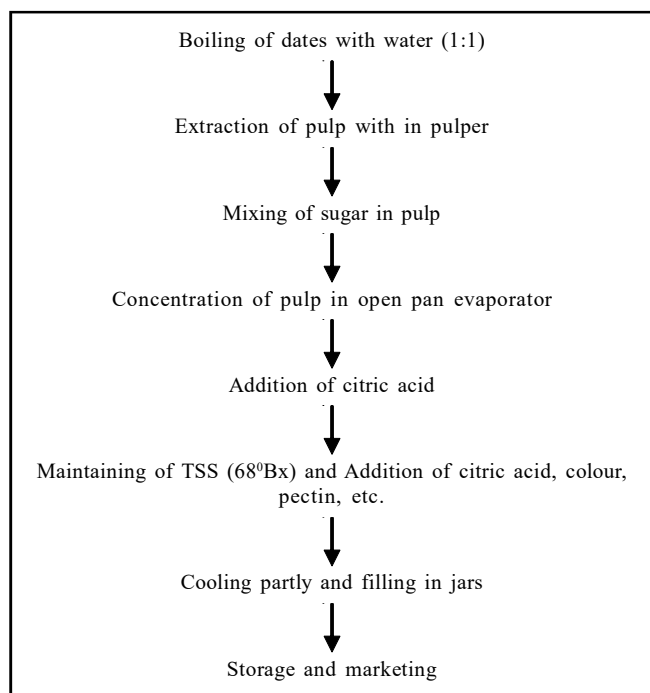 Boiling of dates with water (1:1)
Extraction of pulp with in pulper
Mixing of sugar in pulp
Concentration of pulp in open pan evaporator
Addition of citric acid
Maintaining of TSS (68⁰Bx) and Addition of citric acid, colour,
pectin, etc.
Cooling partly and filling in jars
Storage and marketing